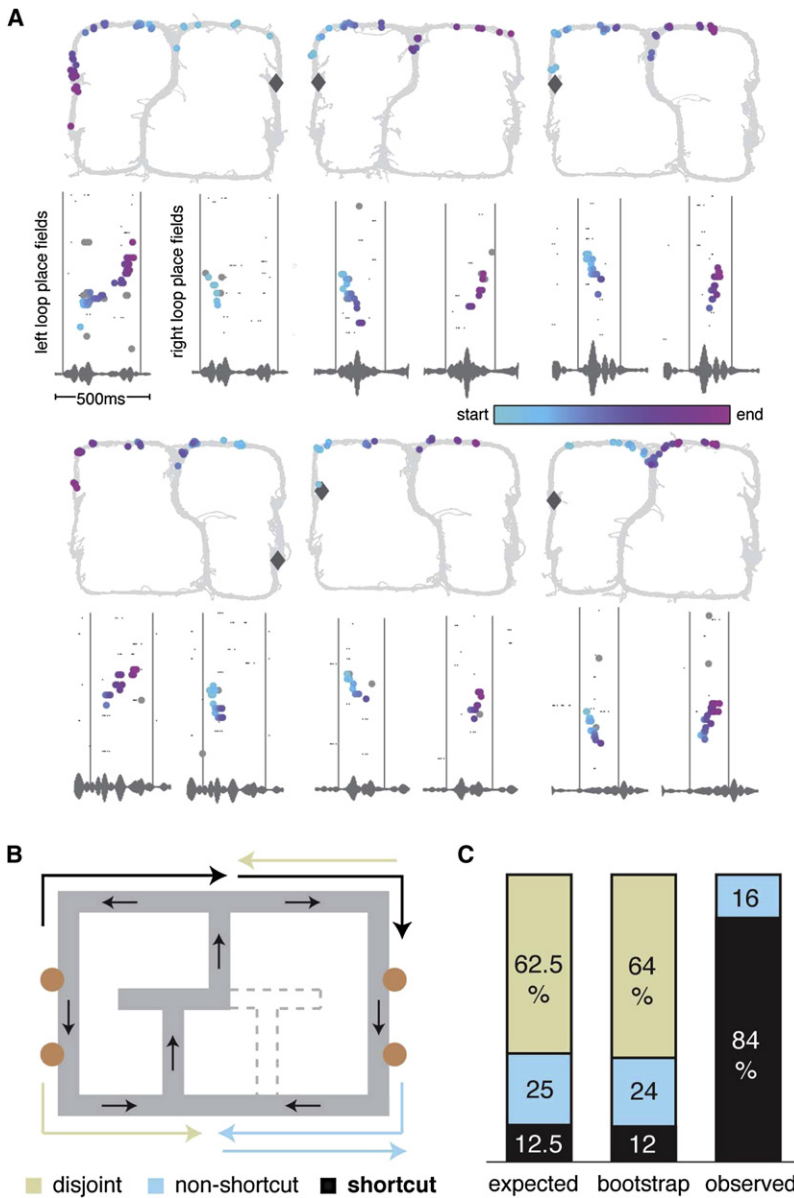 A
left loop place fields
right loop place fields
500ms
start
end
B
C
62.5
%
25
12.5
64
%
24
12
16
84
%
disjoint
non-shortcut
shortcut
expected
bootstrap
observed